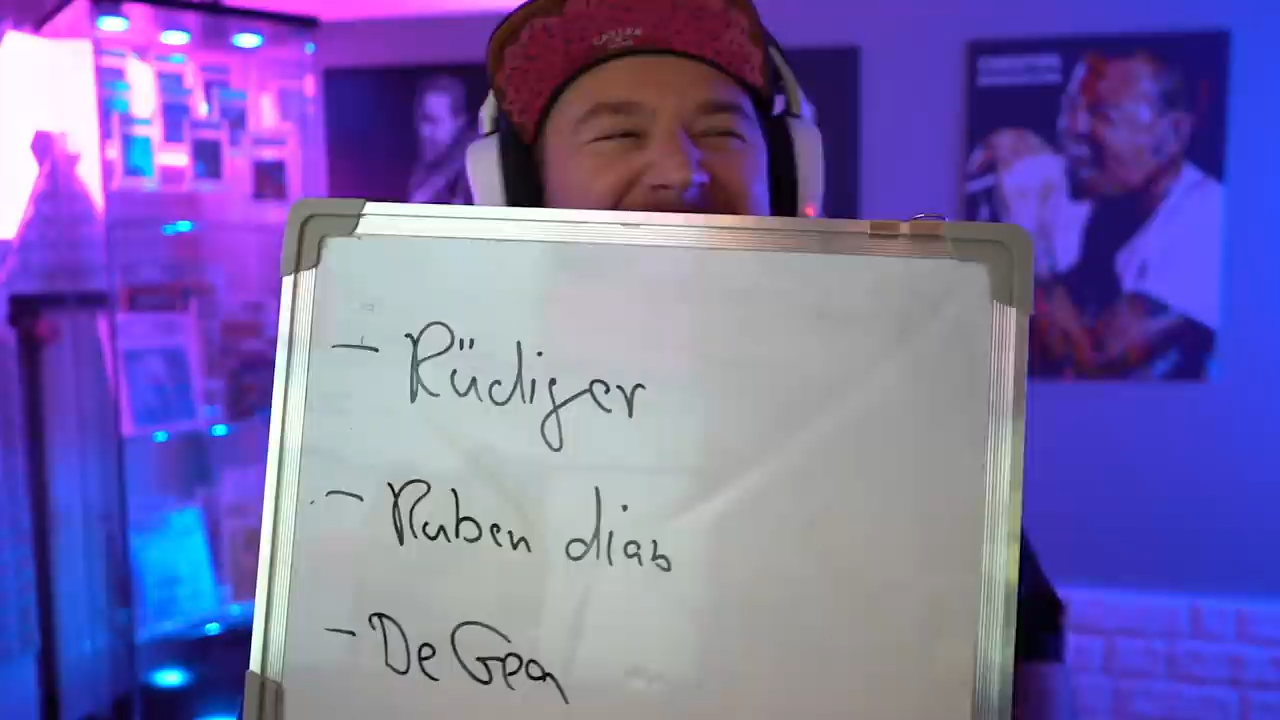 - Rüdiger
- Ruben dias
- De Gea